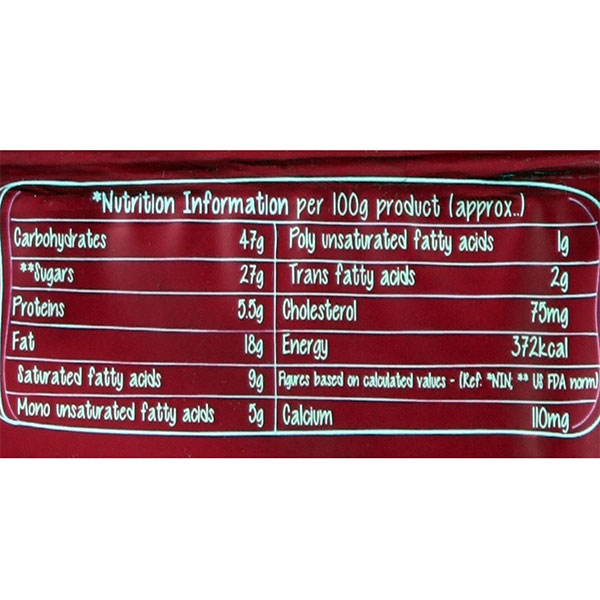 *Nutrition Information per 100g product (approx..)
Carbohydrates 47g
**Sugars 27g
Proteins 5.5g
Fat 18g
Saturated fatty acids 9g
Mono unsaturated fatty acids 5g
Poly unsaturated fatty acids 1g
Trans fatty acids 2g
Cholesterol 75mg
Energy 372kcal
Figures based on calculated values - (Ref: *NIN; ** US FDA norm)
Calcium 110mg